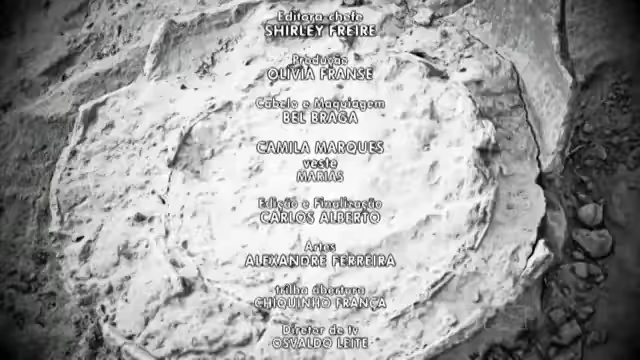 Editora chefe
SHIRLEY FREIRE
Produção
OLIVIA FRANSE
Cabelo e Maquiagem
BEL BRAGA
CAMILA MARQUES
veste
MARIAS
Edição e Finalização
CARLOS ALBERTO
Artes
ALEXANDRE FERREIRA
trilha abertura
CHIQUINHO FRANÇA
Diretor de tv
OSVALDO LEITE